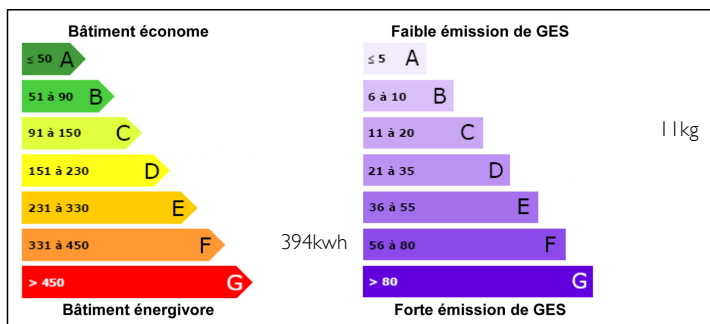 Bâtiment économe
≤ 50 A
51 à 90 B
91 à 150 C
151 à 230 D
231 à 330 E
331 à 450 F
394kwh
> 450 G
Bâtiment énergivore
Faible émission de GES
≤ 5 A
6 à 10 B
11 à 20 C
11kg
21 à 35 D
36 à 55 E
56 à 80 F
> 80 G
Forte émission de GES